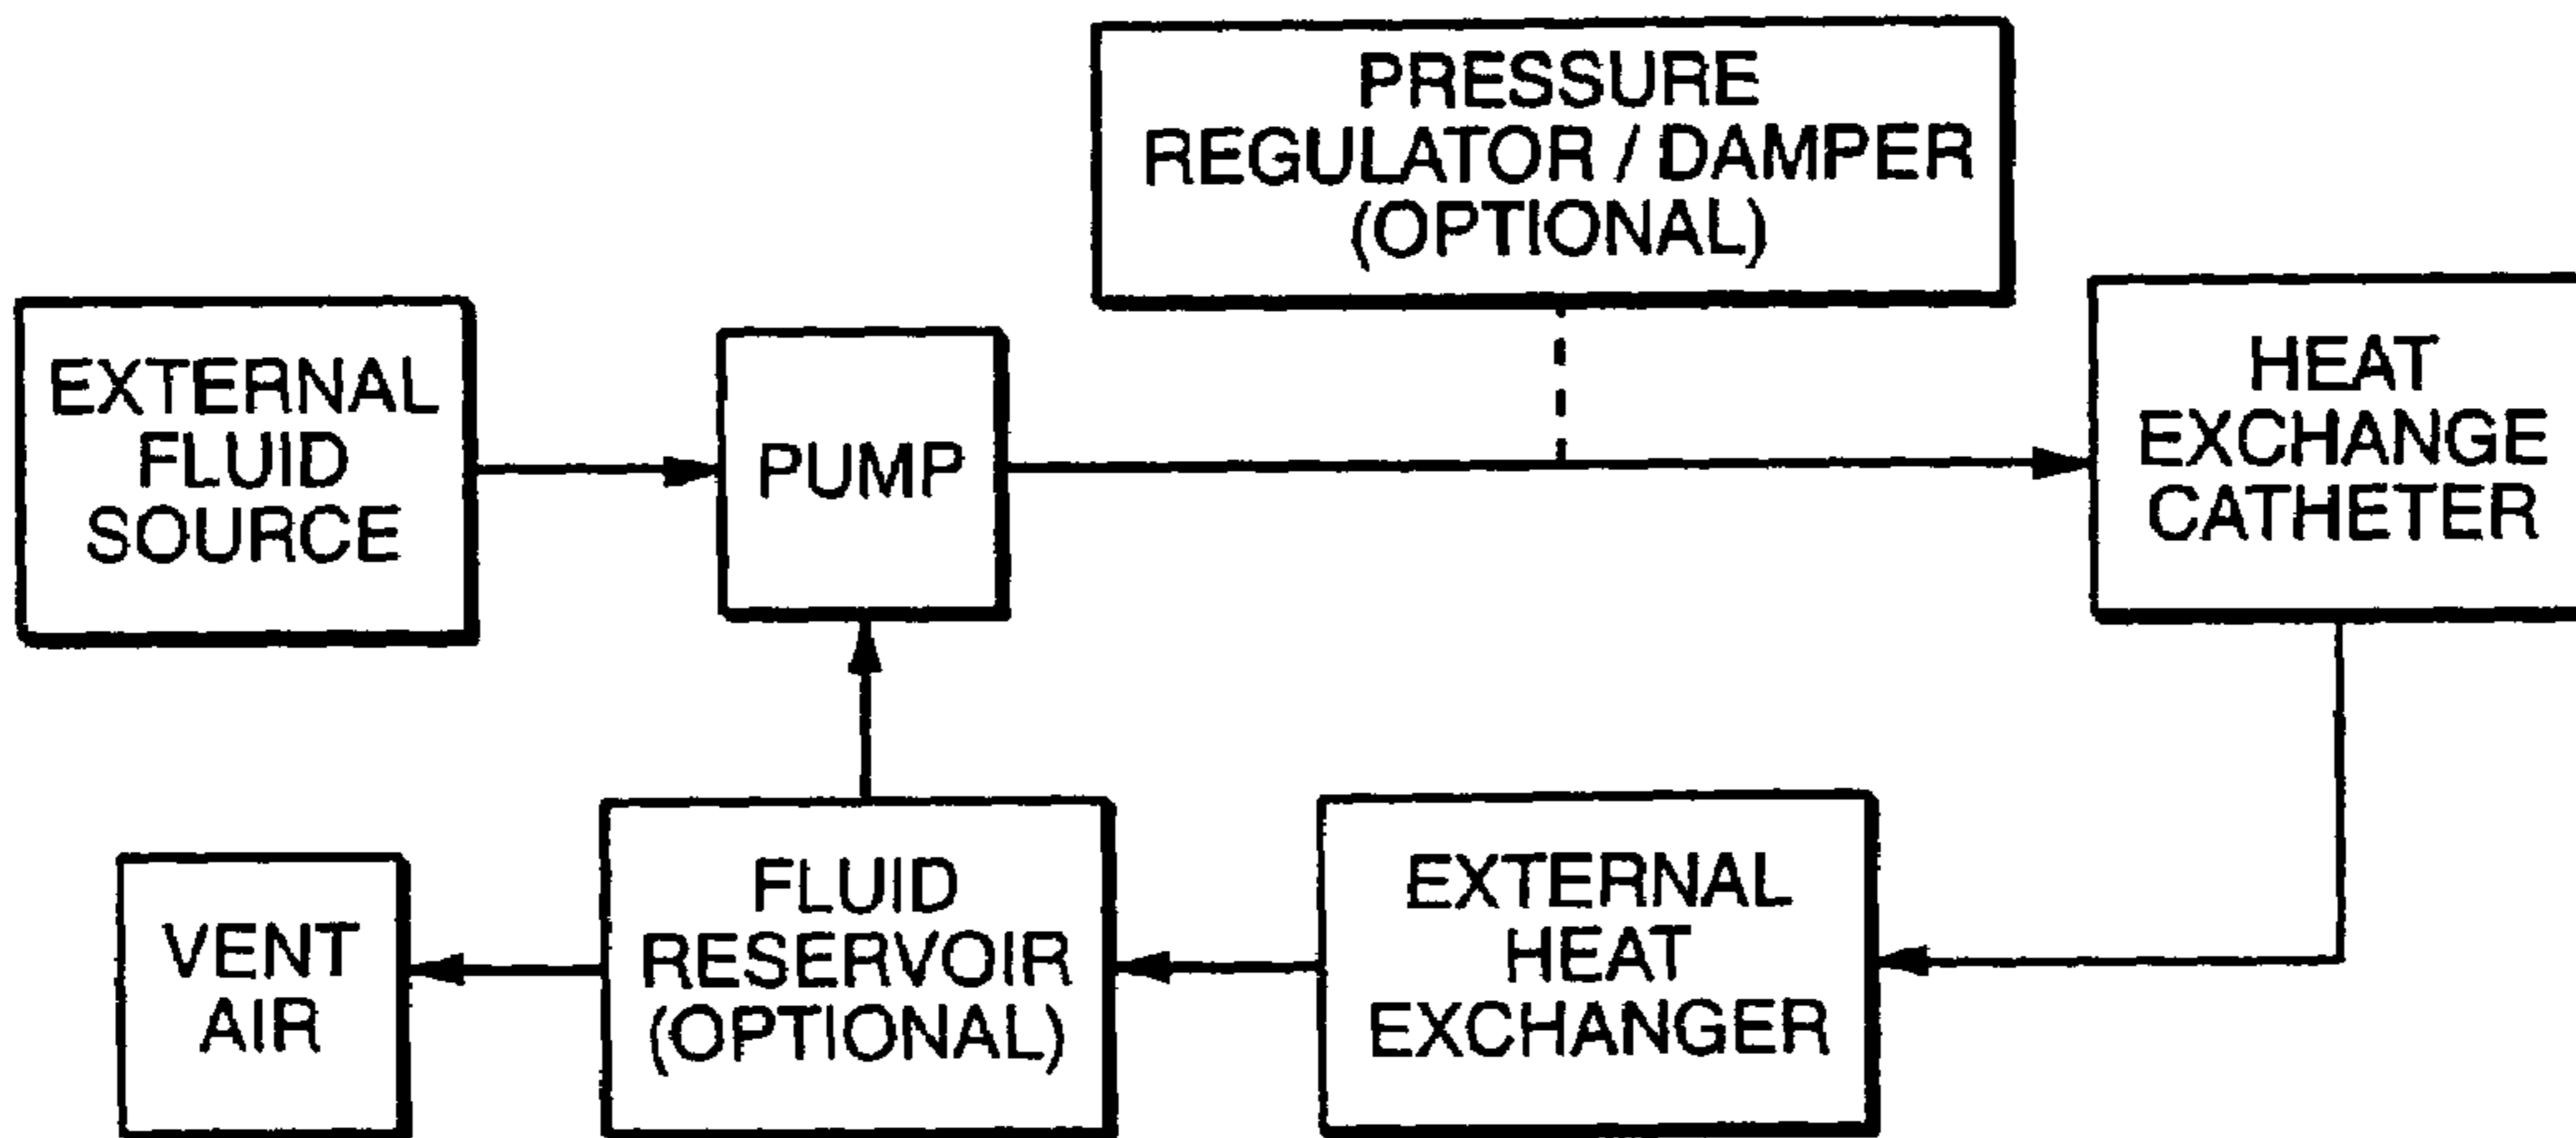 PRESSURE
REGULATOR / DAMPER
(OPTIONAL)
EXTERNAL
FLUID
SOURCE
PUMP
HEAT
EXCHANGE
CATHETER
VENT
AIR
FLUID
RESERVOIR
(OPTIONAL)
EXTERNAL
HEAT
EXCHANGER